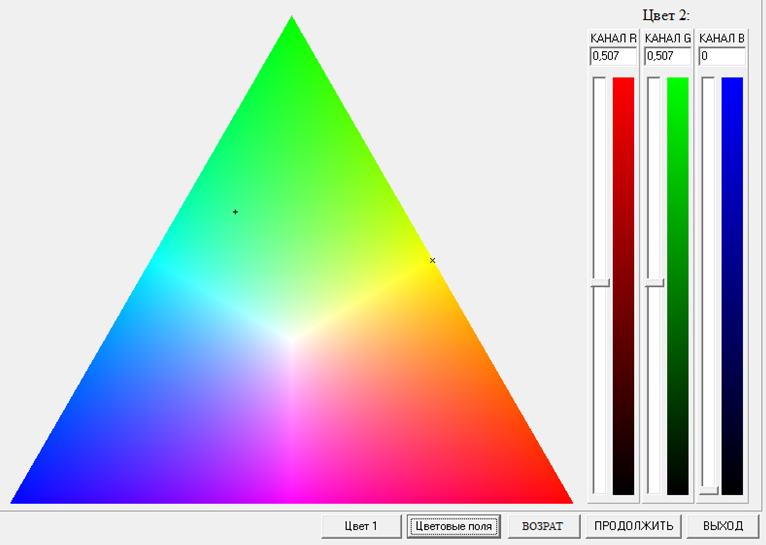 Цвет 2:
КАНАЛ R КАНАЛ G КАНАЛ B
0,507 0,507 0
Цвет 1 Цветовые поля ВОЗРАТ ПРОДОЛЖИТЬ ВЫХОД